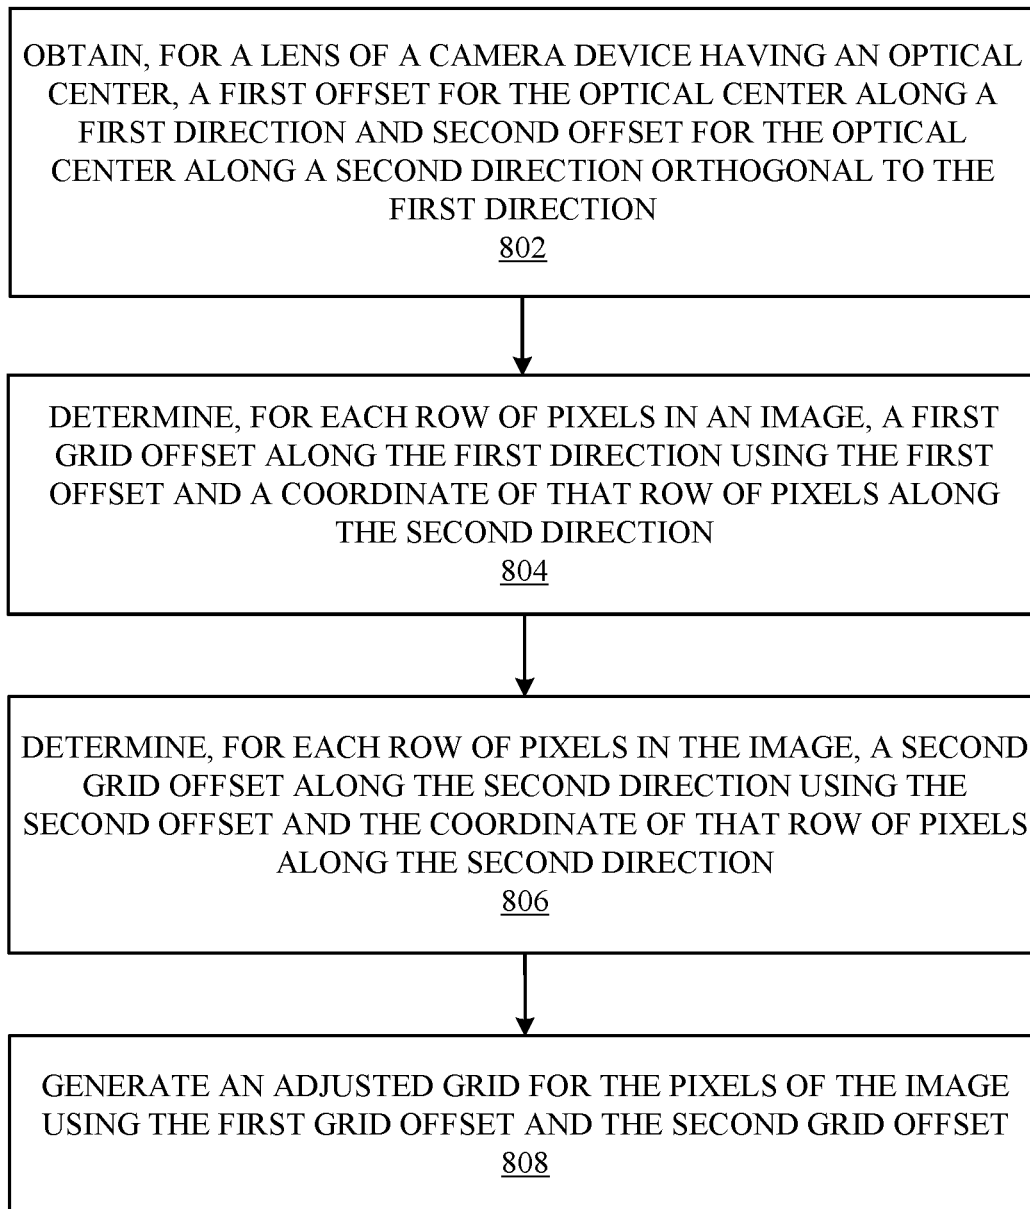 OBTAIN, FOR A LENS OF A CAMERA DEVICE HAVING AN OPTICAL
CENTER, A FIRST OFFSET FOR THE OPTICAL CENTER ALONG A
FIRST DIRECTION AND SECOND OFFSET FOR THE OPTICAL
CENTER ALONG A SECOND DIRECTION ORTHOGONAL TO THE
FIRST DIRECTION
802
DETERMINE, FOR EACH ROW OF PIXELS IN AN IMAGE, A FIRST
GRID OFFSET ALONG THE FIRST DIRECTION USING THE FIRST
OFFSET AND A COORDINATE OF THAT ROW OF PIXELS ALONG
THE SECOND DIRECTION
804
DETERMINE, FOR EACH ROW OF PIXELS IN THE IMAGE, A SECOND
GRID OFFSET ALONG THE SECOND DIRECTION USING THE
SECOND OFFSET AND THE COORDINATE OF THAT ROW OF PIXELS
ALONG THE SECOND DIRECTION
806
GENERATE AN ADJUSTED GRID FOR THE PIXELS OF THE IMAGE
USING THE FIRST GRID OFFSET AND THE SECOND GRID OFFSET
808